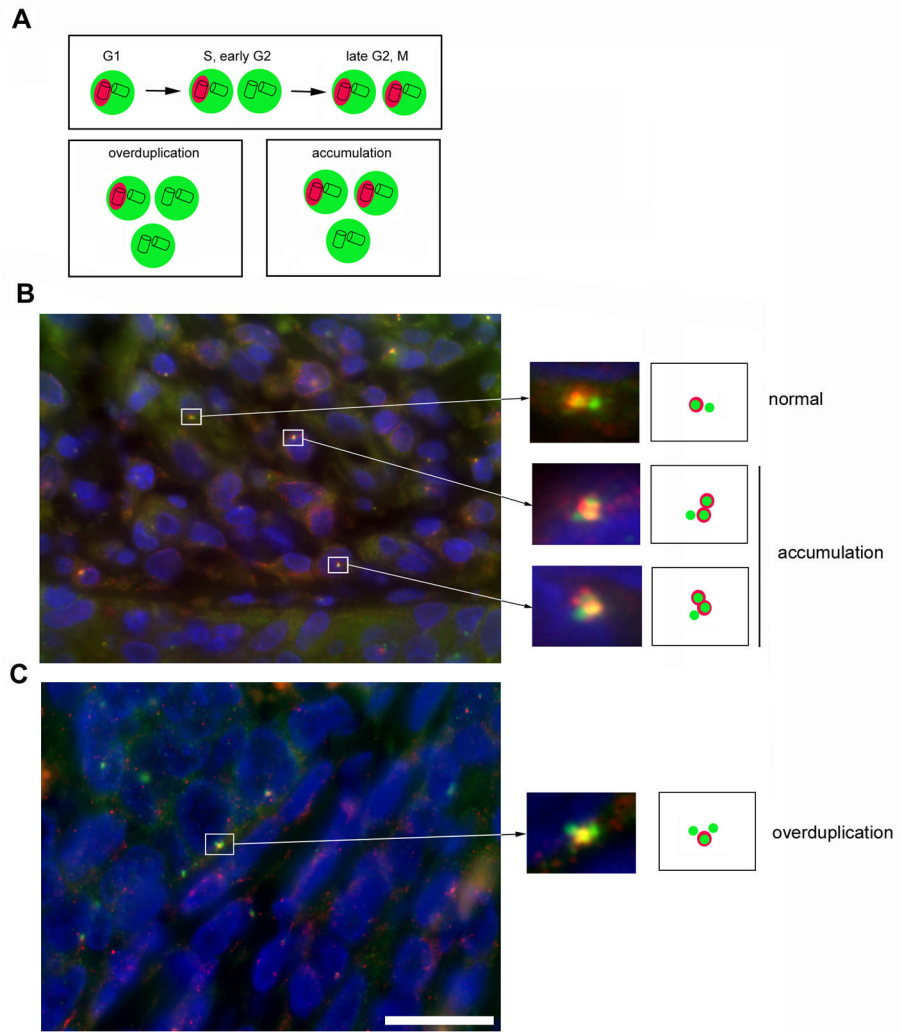 A
G1 S, early G2 late G2, M
overduplication accumulation
B
normal
accumulation
C
overduplication